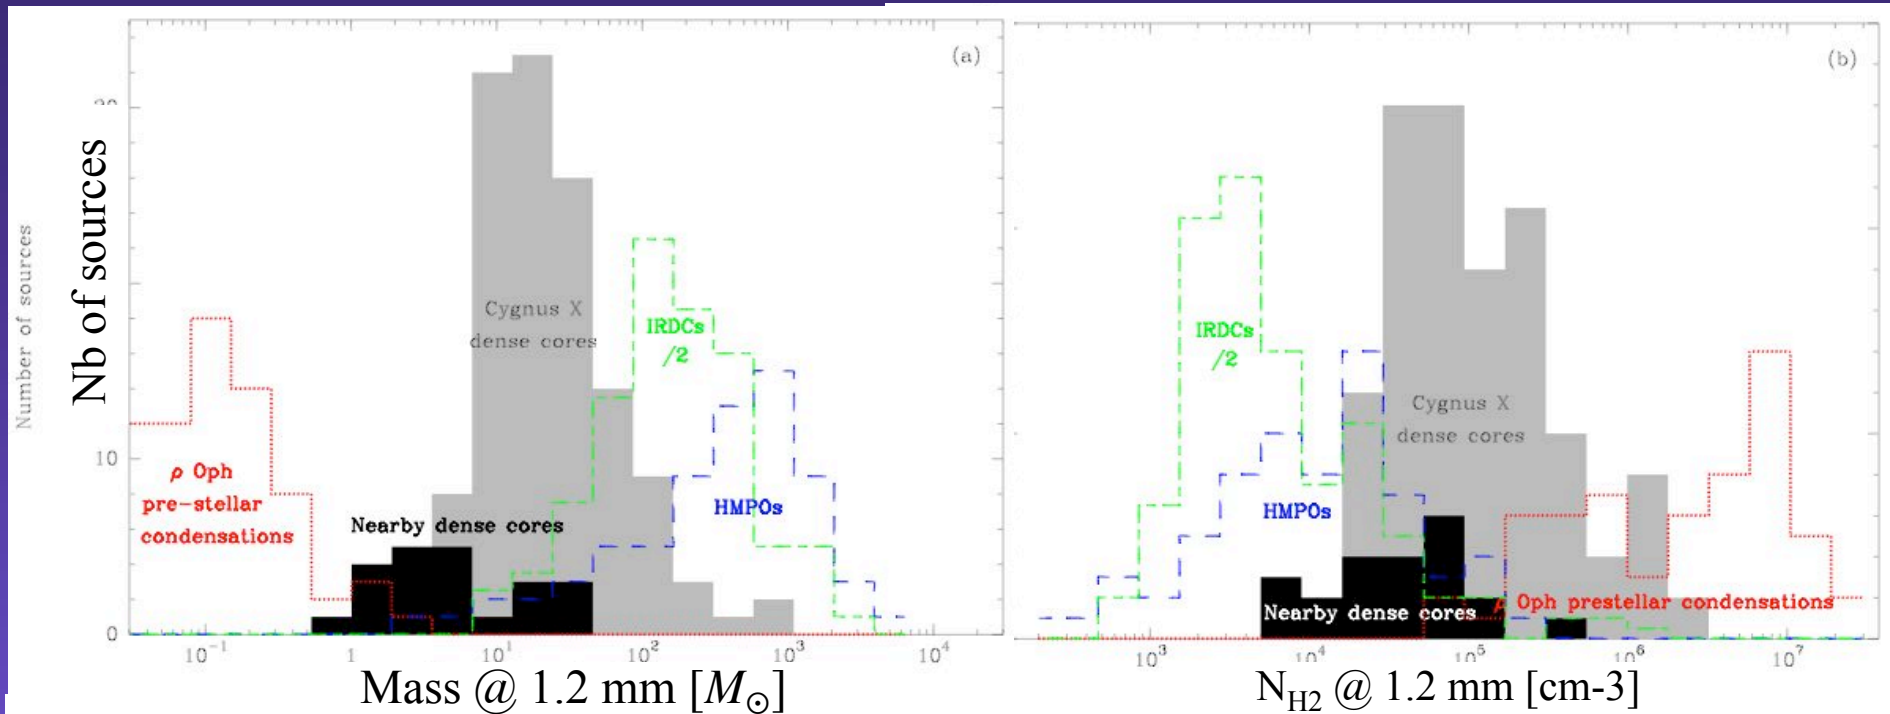 (a)
Number of sources
Nb of sources
10
0
Cygnus X
dense cores
IRDCs
/2
HMPOs
ρ Oph
pre-stellar
condensations
Nearby dense cores
10⁻¹ 1 10¹ 10² 10³ 10⁴
Mass @ 1.2 mm [M☉]
(b)
IRDCs
/2
Cygnus X
dense cores
HMPOs
Nearby dense cores
ρ Oph prestellar condensations
10³ 10⁴ 10⁵ 10⁶ 10⁷
N_H2 @ 1.2 mm [cm-3]